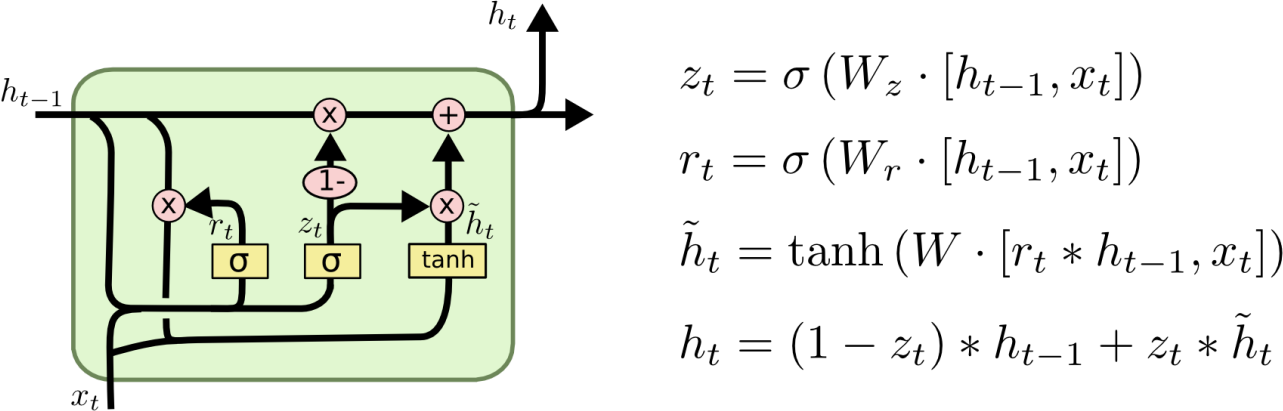 h_t
h_{t-1}
x
+
1-
x
x
r_t
z_t
h̃_t
σ
σ
tanh
x_t
z_t = σ (W_z · [h_{t-1}, x_t])
r_t = σ (W_r · [h_{t-1}, x_t])
h̃_t = tanh (W · [r_t * h_{t-1}, x_t])
h_t = (1 − z_t) * h_{t-1} + z_t * h̃_t